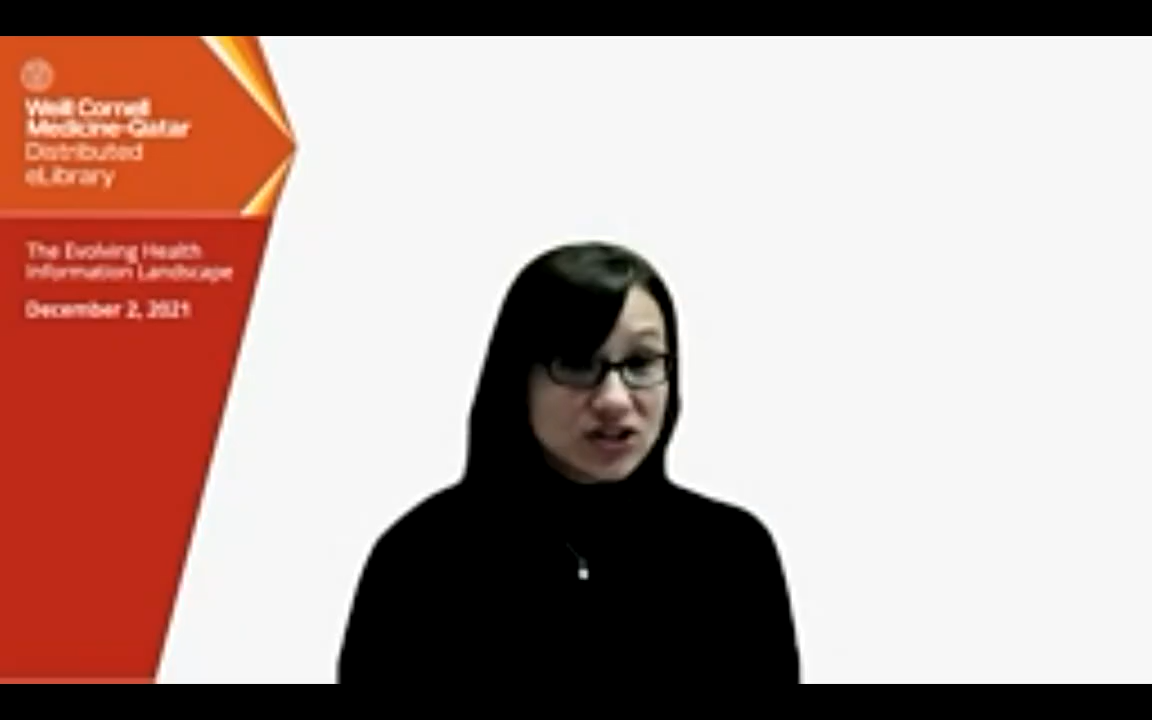 Weill Cornell
Medicine-Qatar
Distributed
eLibrary
The Evolving Health
Information Landscape
December 2, 2021